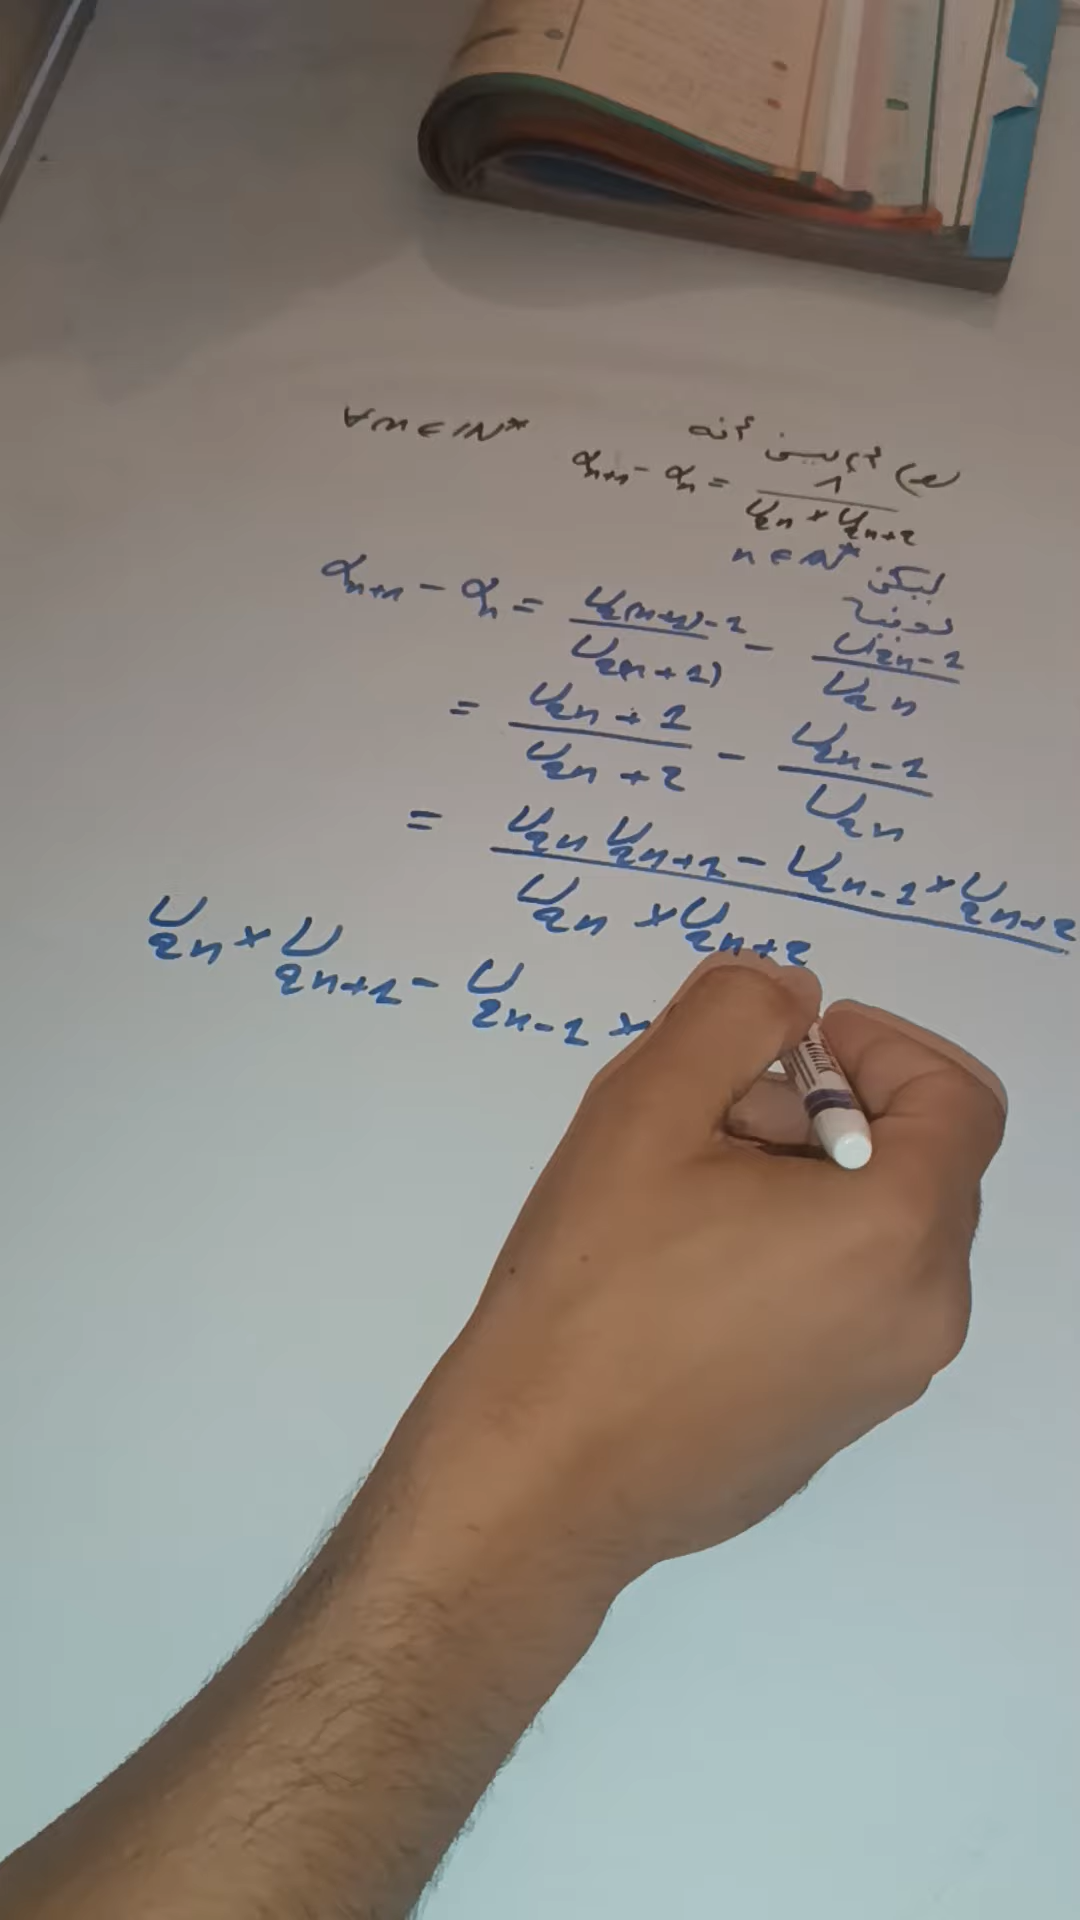 ج) بين أنه ∀n∈ℕ*
α_{n+1} - α_n = 1 / (U_{2n} × U_{2n+2})
ليكن n∈ℕ*
لدينا
α_{n+1} - α_n = U_{2(n+1)-1} / U_{2(n+1)} - U_{2n-1} / U_{2n}
= U_{2n+1} / U_{2n+2} - U_{2n-1} / U_{2n}
= (U_{2n} U_{2n+1} - U_{2n-1} × U_{2n+2}) / (U_{2n} × U_{2n+2})
U_{2n} × U_{2n+1} - U_{2n-1} ×